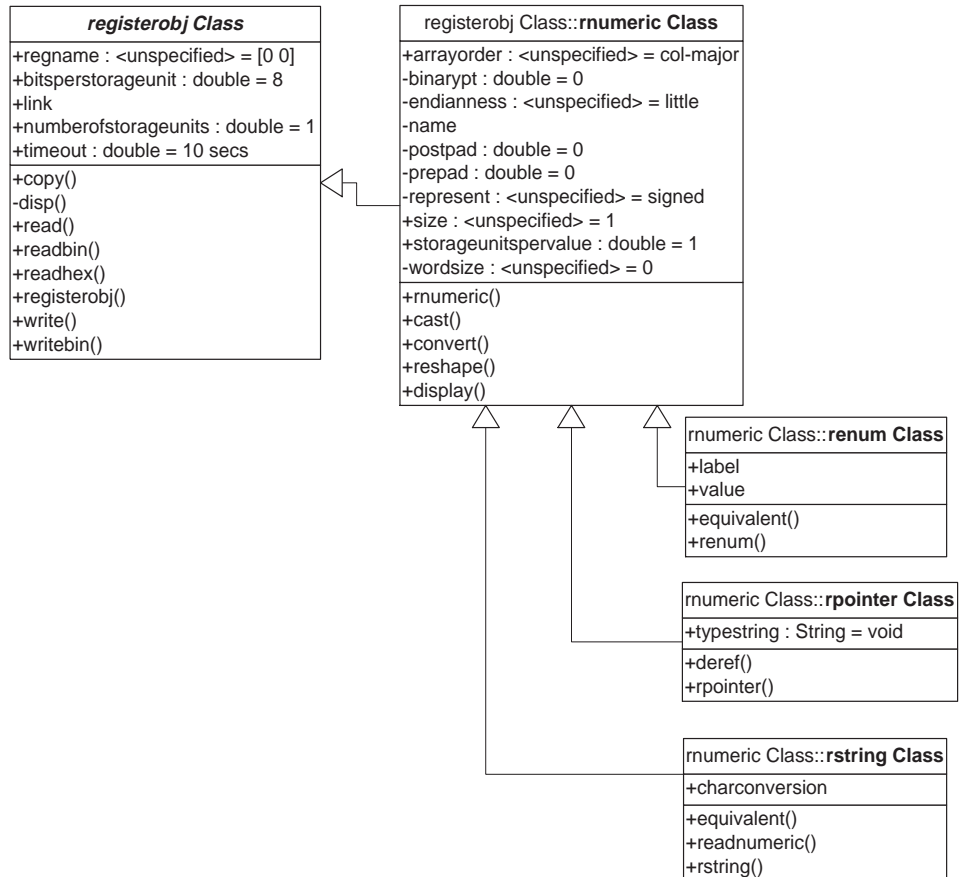 registerobj Class
+regname : <unspecified> = [0 0]
+bitsperstorageunit : double = 8
+link
+numberofstorageunits : double = 1
+timeout : double = 10 secs
+copy()
-disp()
+read()
+readbin()
+readhex()
+registerobj()
+write()
+writebin()
registerobj Class::rnumeric Class
+arrayorder : <unspecified> = col-major
-binarypt : double = 0
-endianness : <unspecified> = little
-name
-postpad : double = 0
-prepad : double = 0
-represent : <unspecified> = signed
+size : <unspecified> = 1
+storageunitspervalue : double = 1
-wordsize : <unspecified> = 0
+rnumeric()
+cast()
+convert()
+reshape()
+display()
rnumeric Class::renum Class
+label
+value
+equivalent()
+renum()
rnumeric Class::rpointer Class
+typestring : String = void
+deref()
+rpointer()
rnumeric Class::rstring Class
+charconversion
+equivalent()
+readnumeric()
+rstring()